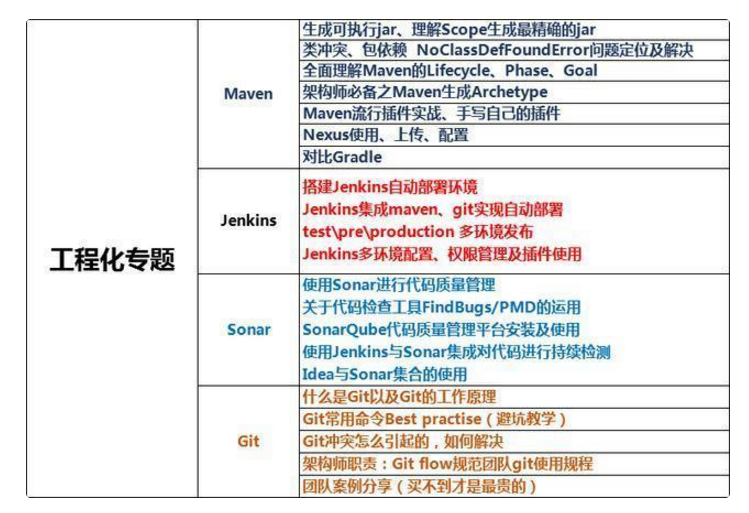 工程化专题
Maven
生成可执行jar、理解Scope生成最精确的jar
类冲突、包依赖 NoClassDefFoundError问题定位及解决
全面理解Maven的Lifecycle、Phase、Goal
架构师必备之Maven生成Archetype
Maven流行插件实战、手写自己的插件
Nexus使用、上传、配置
对比Gradle
Jenkins
搭建Jenkins自动部署环境
Jenkins集成maven、git实现自动部署
test\pre\production 多环境发布
Jenkins多环境配置、权限管理及插件使用
Sonar
使用Sonar进行代码质量管理
关于代码检查工具FindBugs/PMD的运用
SonarQube代码质量管理平台安装及使用
使用Jenkins与Sonar集成对代码进行持续检测
Idea与Sonar集合的使用
Git
什么是Git以及Git的工作原理
Git常用命令Best practise（避坑教学）
Git冲突怎么引起的，如何解决
架构师职责：Git flow规范团队git使用规程
团队案例分享（买不到才是最贵的）